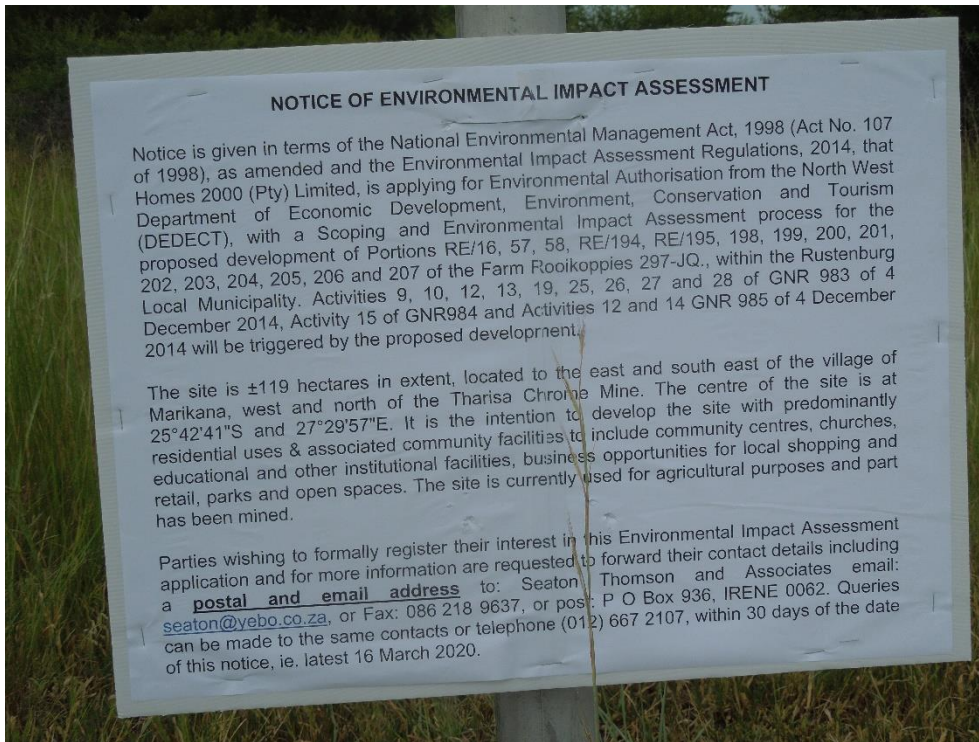 NOTICE OF ENVIRONMENTAL IMPACT ASSESSMENT
Notice is given in terms of the National Environmental Management Act, 1998 (Act No. 107
of 1998), as amended and the Environmental Impact Assessment Regulations, 2014, that
Homes 2000 (Pty) Limited, is applying for Environmental Authorisation from the North West
Department of Economic Development, Environment, Conservation and Tourism
(DEDECT), with a Scoping and Environmental Impact Assessment process for the
proposed development of Portions RE/16, 57, 58, RE/194, RE/195, 198, 199, 200, 201,
202, 203, 204, 205, 206 and 207 of the Farm Rooikoppies 297-JQ., within the Rustenburg
Local Municipality. Activities 9, 10, 12, 13, 19, 25, 26, 27 and 28 of GNR 983 of 4
December 2014, Activity 15 of GNR984 and Activities 12 and 14 GNR 985 of 4 December
2014 will be triggered by the proposed development.
The site is ±119 hectares in extent, located to the east and south east of the village of
Marikana, west and north of the Tharisa Chrome Mine. The centre of the site is at
25°42'41"S and 27°29'57"E. It is the intention to develop the site with predominantly
residential uses & associated community facilities to include community centres, churches,
educational and other institutional facilities, business opportunities for local shopping and
retail, parks and open spaces. The site is currently used for agricultural purposes and part
has been mined.
Parties wishing to formally register their interest in this Environmental Impact Assessment
application and for more information are requested to forward their contact details including
a postal and email address to: Seaton Thomson and Associates email:
seaton@yebo.co.za, or Fax: 086 218 9637, or post: P O Box 936, IRENE 0062. Queries
can be made to the same contacts or telephone (012) 667 2107, within 30 days of the date
of this notice, ie. latest 16 March 2020.